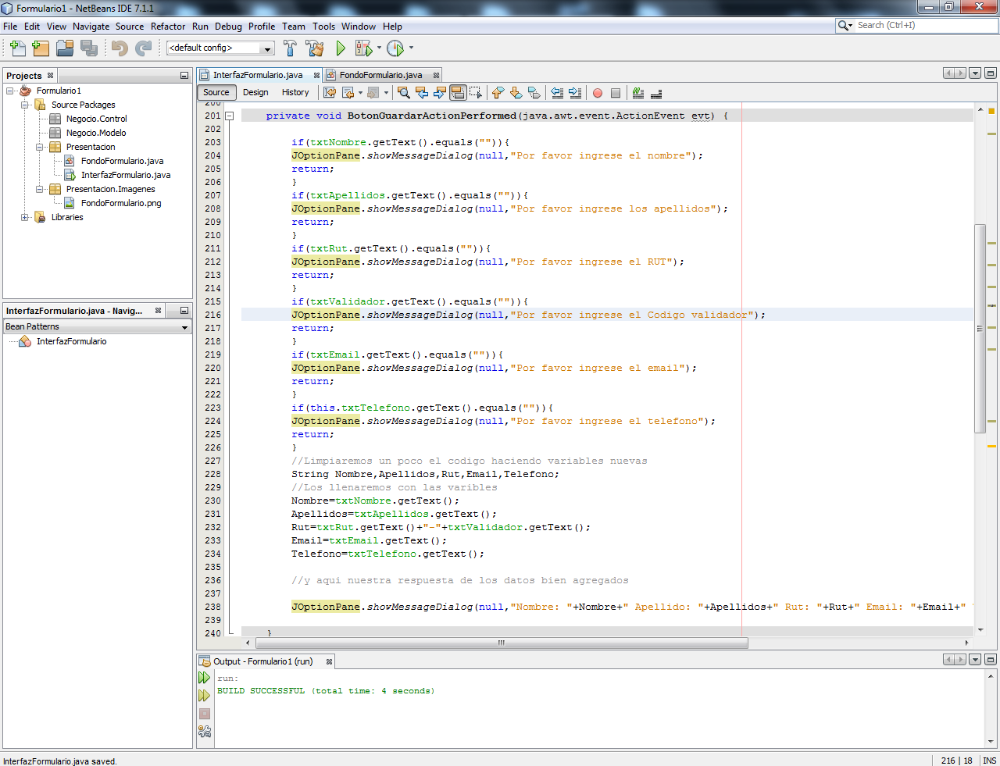 Formulario1 - NetBeans IDE 7.1.1
File Edit View Navigate Source Refactor Run Debug Profile Team Tools Window Help
Search (Ctrl+I)
<default config>
Projects
Formulario1
Source Packages
Negocio.Control
Negocio.Modelo
Presentacion
FondoFormulario.java
InterfazFormulario.java
Presentacion.Imagenes
FondoFormulario.png
Libraries
InterfazFormulario.java - Navig...
Bean Patterns
InterfazFormulario
InterfazFormulario.java FondoFormulario.java
Source Design History
200
201 private void BotonGuardarActionPerformed(java.awt.event.ActionEvent evt) {
202
203 if(txtNombre.getText().equals("")){
204 JOptionPane.showMessageDialog(null,"Por favor ingrese el nombre");
205 return;
206 }
207 if(txtApellidos.getText().equals("")){
208 JOptionPane.showMessageDialog(null,"Por favor ingrese los apellidos");
209 return;
210 }
211 if(txtRut.getText().equals("")){
212 JOptionPane.showMessageDialog(null,"Por favor ingrese el RUT");
213 return;
214 }
215 if(txtValidador.getText().equals("")){
216 JOptionPane.showMessageDialog(null,"Por favor ingrese el Codigo validador");
217 return;
218 }
219 if(txtEmail.getText().equals("")){
220 JOptionPane.showMessageDialog(null,"Por favor ingrese el email");
221 return;
222 }
223 if(this.txtTelefono.getText().equals("")){
224 JOptionPane.showMessageDialog(null,"Por favor ingrese el telefono");
225 return;
226 }
227 //Limpiaremos un poco el codigo haciendo variables nuevas
228 String Nombre,Apellidos,Rut,Email,Telefono;
229 //Los llenaremos con las varibles
230 Nombre=txtNombre.getText();
231 Apellidos=txtApellidos.getText();
232 Rut=txtRut.getText()+"-"+txtValidador.getText();
233 Email=txtEmail.getText();
234 Telefono=txtTelefono.getText();
235
236 //y aqui nuestra respuesta de los datos bien agregados
237
238 JOptionPane.showMessageDialog(null,"Nombre: "+Nombre+" Apellido: "+Apellidos+" Rut: "+Rut+" Email: "+Email+"
239
240 }
Output - Formulario1 (run)
run:
BUILD SUCCESSFUL (total time: 4 seconds)
InterfazFormulario.java saved.
216 | 18 INS